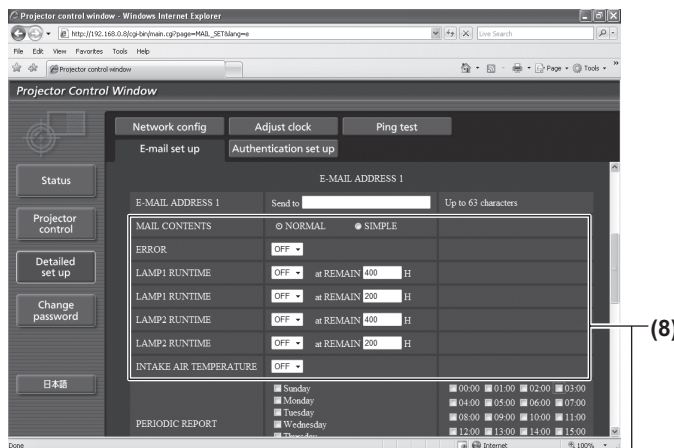 Projector control window - Windows Internet Explorer
http://192.168.0.8/cgi-bin/main.cgi?page=MAIL_SET&lang=e
Live Search
File Edit View Favorites Tools Help
Projector control window
Page Tools
Projector Control Window
Network config Adjust clock Ping test
E-mail set up Authentication set up
Status
Projector control
Detailed set up
Change password
日本語
E-MAIL ADDRESS 1
E-MAIL ADDRESS 1 Send to Up to 63 characters
MAIL CONTENTS NORMAL SIMPLE
ERROR OFF
LAMP1 RUNTIME OFF at REMAIN 400 H
LAMP1 RUNTIME OFF at REMAIN 200 H
LAMP2 RUNTIME OFF at REMAIN 400 H
LAMP2 RUNTIME OFF at REMAIN 200 H
INTAKE AIR TEMPERATURE OFF
(8)
PERIODIC REPORT
Sunday 00:00 01:00 02:00 03:00
Monday 04:00 05:00 06:00 07:00
Tuesday 08:00 09:00 10:00 11:00
Wednesday 12:00 13:00 14:00 15:00
Thursday
Done Internet 100%